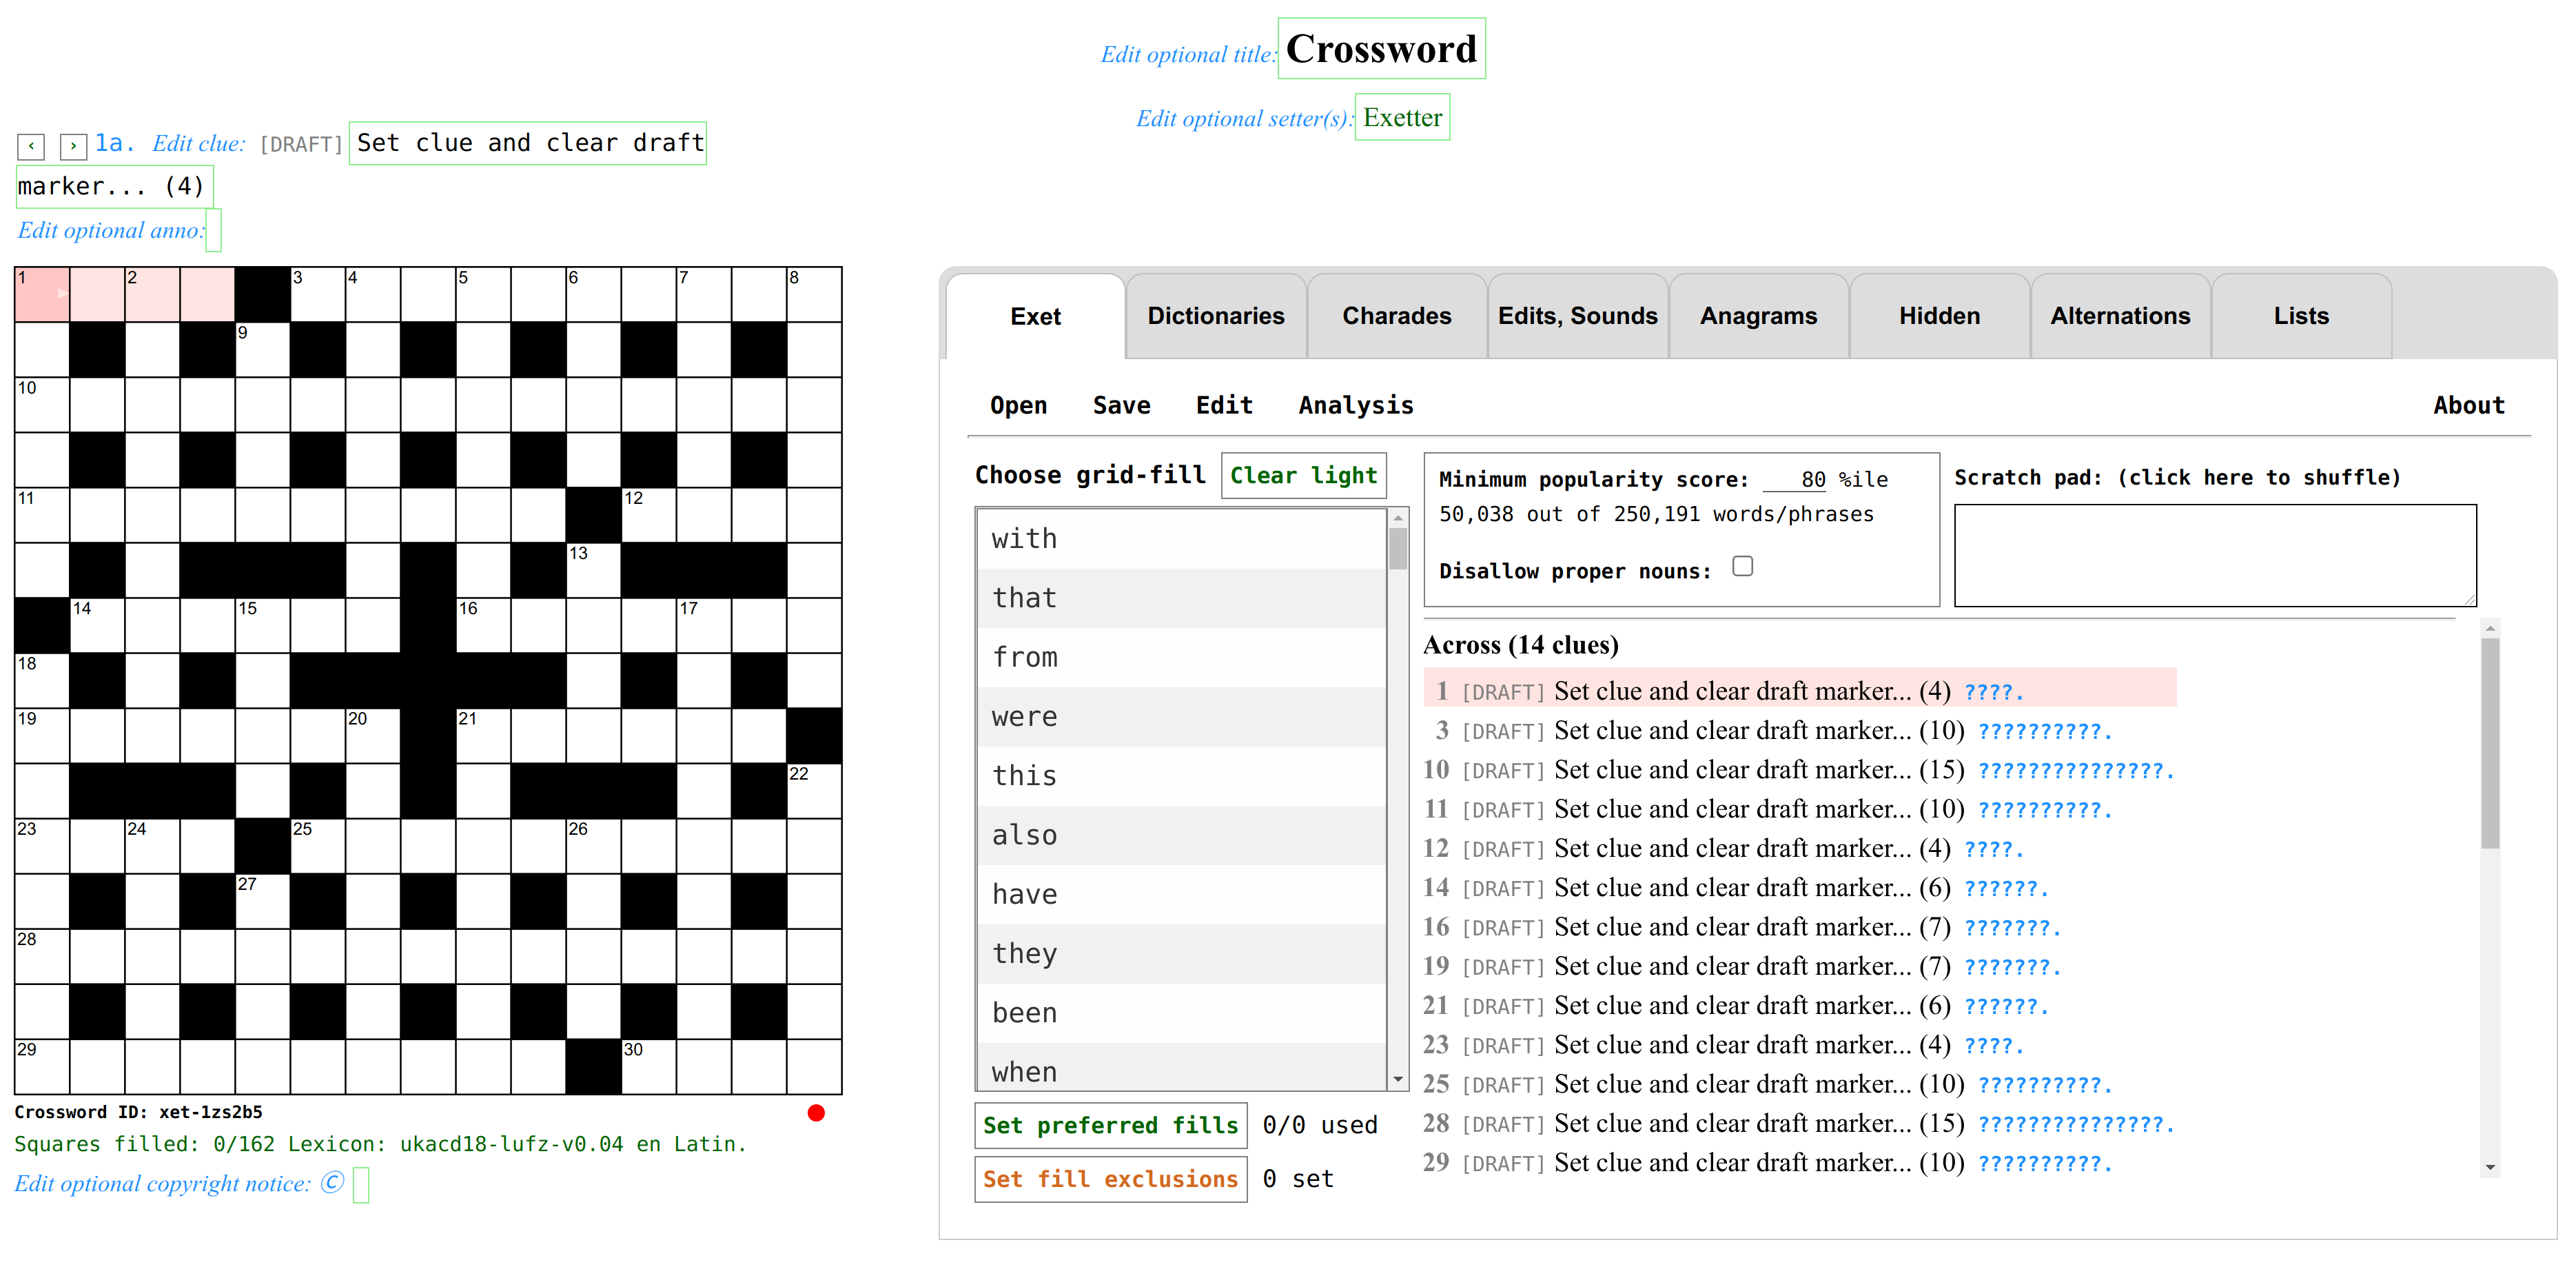 Edit optional title: Crossword
Edit optional setter(s): Exetter
‹ › 1a. Edit clue: [DRAFT] Set clue and clear draft
marker... (4)
Edit optional anno:
1 2 3 4 5 6 7 8
9
10
11 12
13
14 15 16 17
18
19 20 21
22
23 24 25 26
27
28
29 30
Crossword ID: xet-1zs2b5
Squares filled: 0/162 Lexicon: ukacd18-lufz-v0.04 en Latin.
Edit optional copyright notice: ©
Exet Dictionaries Charades Edits, Sounds Anagrams Hidden Alternations Lists
Open Save Edit Analysis About
Choose grid-fill Clear light
with
that
from
were
this
also
have
they
been
when
Set preferred fills 0/0 used
Set fill exclusions 0 set
Minimum popularity score: 80 %ile
50,038 out of 250,191 words/phrases
Disallow proper nouns:
Scratch pad: (click here to shuffle)
Across (14 clues)
1 [DRAFT] Set clue and clear draft marker... (4) ????.
3 [DRAFT] Set clue and clear draft marker... (10) ??????????.
10 [DRAFT] Set clue and clear draft marker... (15) ???????????????.
11 [DRAFT] Set clue and clear draft marker... (10) ??????????.
12 [DRAFT] Set clue and clear draft marker... (4) ????.
14 [DRAFT] Set clue and clear draft marker... (6) ??????.
16 [DRAFT] Set clue and clear draft marker... (7) ???????.
19 [DRAFT] Set clue and clear draft marker... (7) ???????.
21 [DRAFT] Set clue and clear draft marker... (6) ??????.
23 [DRAFT] Set clue and clear draft marker... (4) ????.
25 [DRAFT] Set clue and clear draft marker... (10) ??????????.
28 [DRAFT] Set clue and clear draft marker... (15) ???????????????.
29 [DRAFT] Set clue and clear draft marker... (10) ??????????.